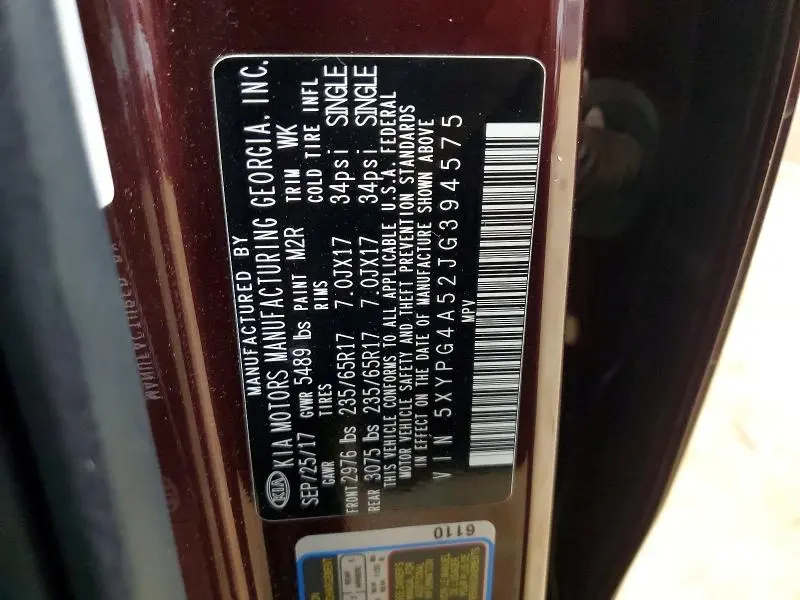 MANUFACTURED BY
KIA KIA MOTORS MANUFACTURING GEORGIA, INC.
SEP/25/17 GVWR 5489 lbs PAINT M2R TRIM WK
GAWR TIRES RIMS COLD TIRE INFL
FRONT 2976 lbs 235/65R17 7.0JX17 34psi SINGLE
REAR 3075 lbs 235/65R17 7.0JX17 34psi SINGLE
THIS VEHICLE CONFORMS TO ALL APPLICABLE U.S.A. FEDERAL
MOTOR VEHICLE SAFETY AND THEFT PREVENTION STANDARDS
IN EFFECT ON THE DATE OF MANUFACTURE SHOWN ABOVE
VIN 5XYPG4A52JG394575
MPV
6110